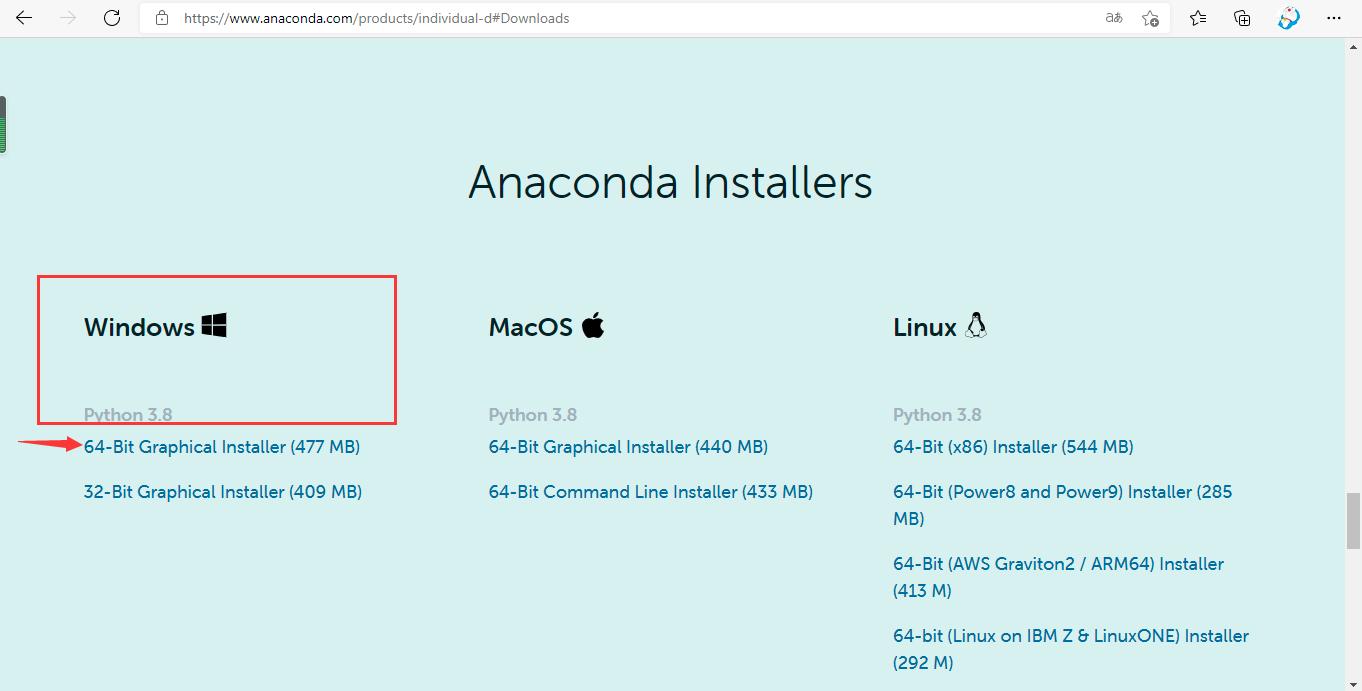 https://www.anaconda.com/products/individual-d#Downloads
aあ
Anaconda Installers
Windows
Python 3.8
64-Bit Graphical Installer (477 MB)
32-Bit Graphical Installer (409 MB)
MacOS
Python 3.8
64-Bit Graphical Installer (440 MB)
64-Bit Command Line Installer (433 MB)
Linux
Python 3.8
64-Bit (x86) Installer (544 MB)
64-Bit (Power8 and Power9) Installer (285
MB)
64-Bit (AWS Graviton2 / ARM64) Installer
(413 M)
64-bit (Linux on IBM Z & LinuxONE) Installer
(292 M)